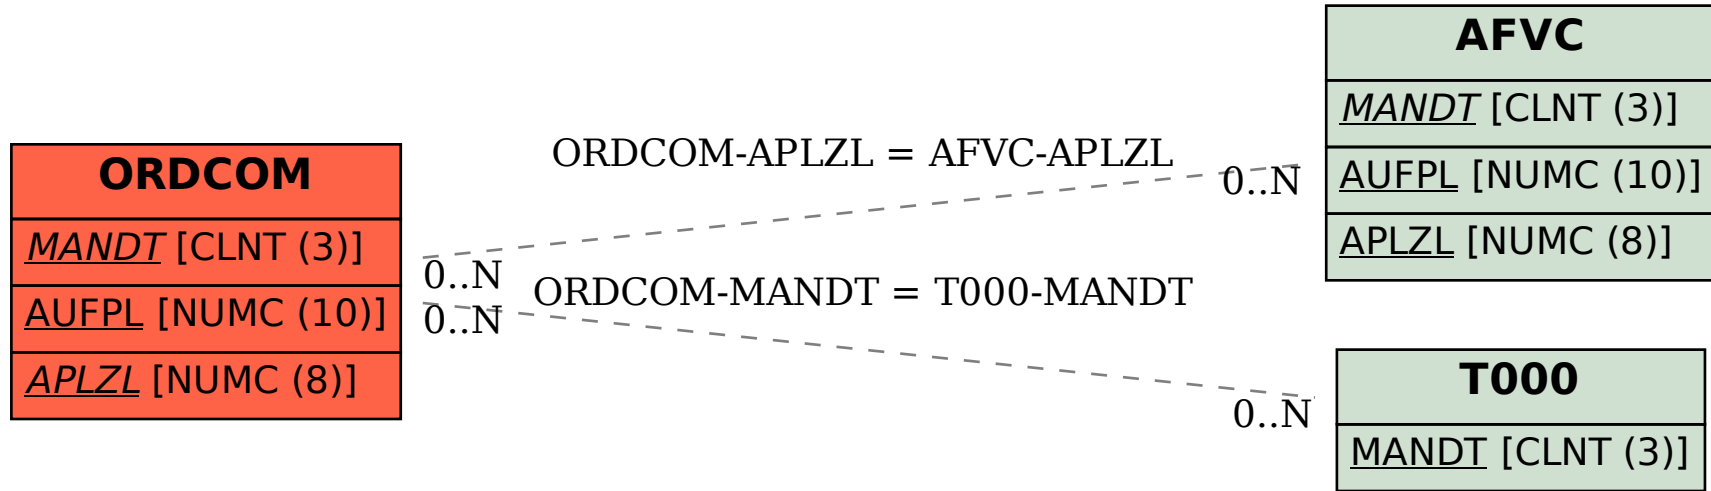 ORDCOM
MANDT [CLNT (3)]
AUFPL [NUMC (10)]
APLZL [NUMC (8)]
ORDCOM-APLZL = AFVC-APLZL
0..N
0..N
ORDCOM-MANDT = T000-MANDT
0..N
0..N
AFVC
MANDT [CLNT (3)]
AUFPL [NUMC (10)]
APLZL [NUMC (8)]
T000
MANDT [CLNT (3)]